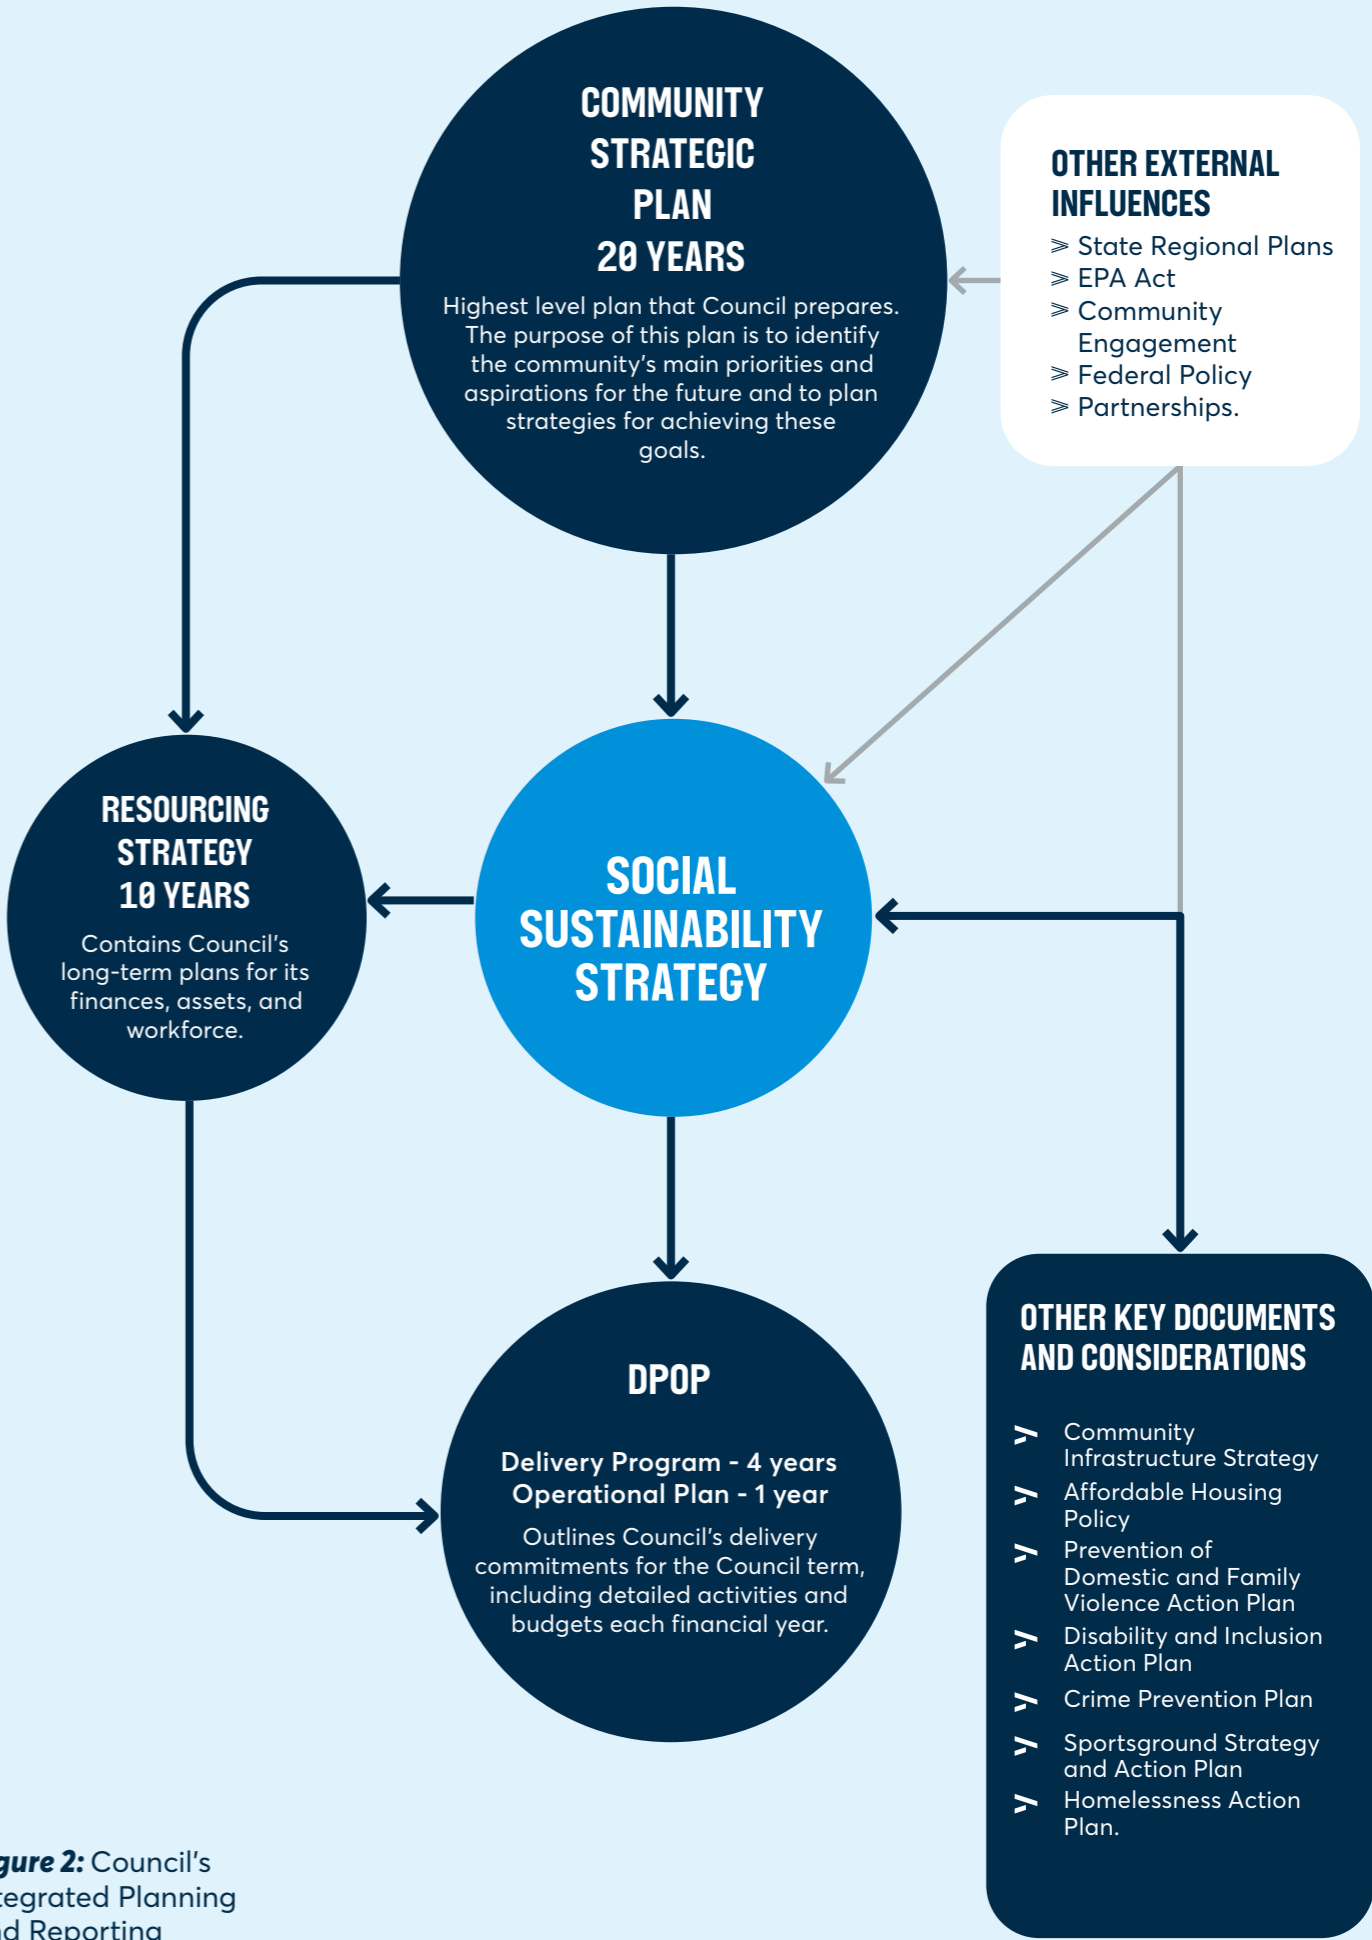 COMMUNITY
STRATEGIC
PLAN
20 YEARS
Highest level plan that Council prepares.
The purpose of this plan is to identify
the community's main priorities and
aspirations for the future and to plan
strategies for achieving these
goals.
OTHER EXTERNAL
INFLUENCES
State Regional Plans
EPA Act
Community
Engagement
Federal Policy
Partnerships.
RESOURCING
STRATEGY
10 YEARS
Contains Council's
long-term plans for its
finances, assets, and
workforce.
SOCIAL
SUSTAINABILITY
STRATEGY
DPOP
Delivery Program - 4 years
Operational Plan - 1 year
Outlines Council's delivery
commitments for the Council term,
including detailed activities and
budgets each financial year.
OTHER KEY DOCUMENTS
AND CONSIDERATIONS
Community
Infrastructure Strategy
Affordable Housing
Policy
Prevention of
Domestic and Family
Violence Action Plan
Disability and Inclusion
Action Plan
Crime Prevention Plan
Sportsground Strategy
and Action Plan
Homelessness Action
Plan.
gure 2: Council's
tegrated Planning
nd Reporting